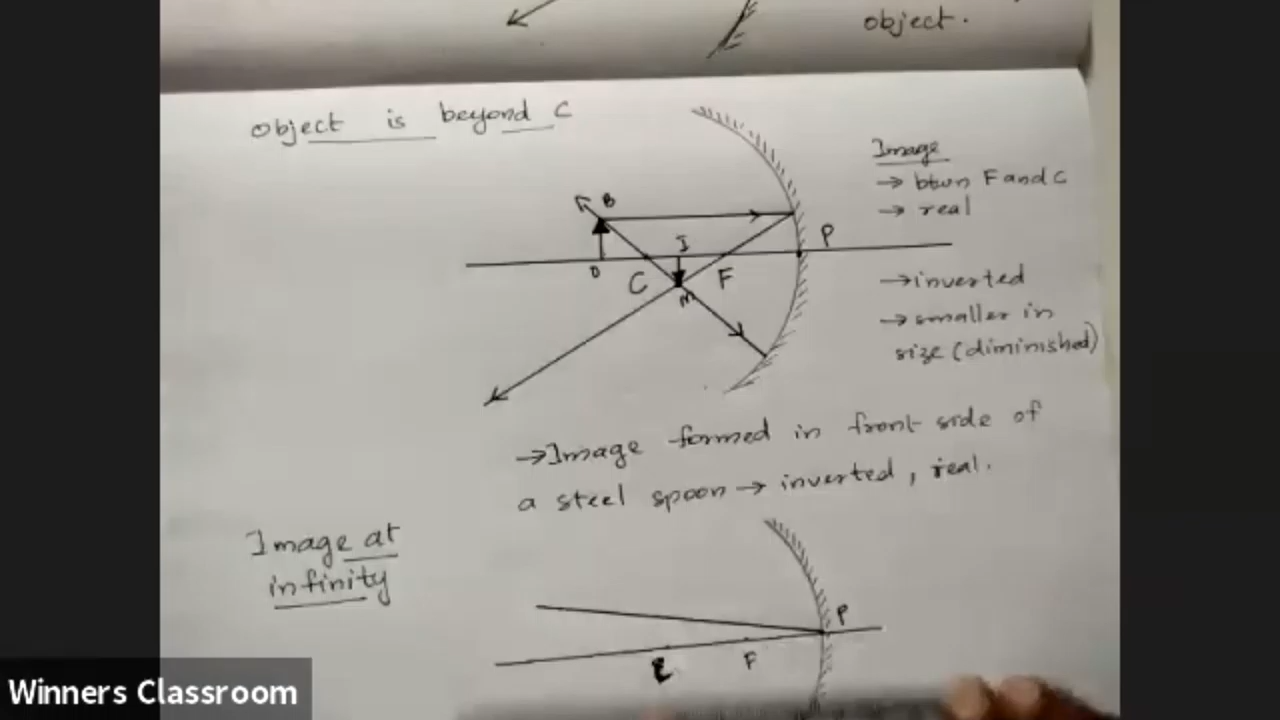 object.
object is beyond C
Image
→ btwn F and C
→ real
B
I
P
O
C
F
M
→ inverted
→ smaller in
size (diminished)
→ Image formed in front side of
a steel spoon → inverted, real.
Image at
infinity
P
F
Winners Classroom